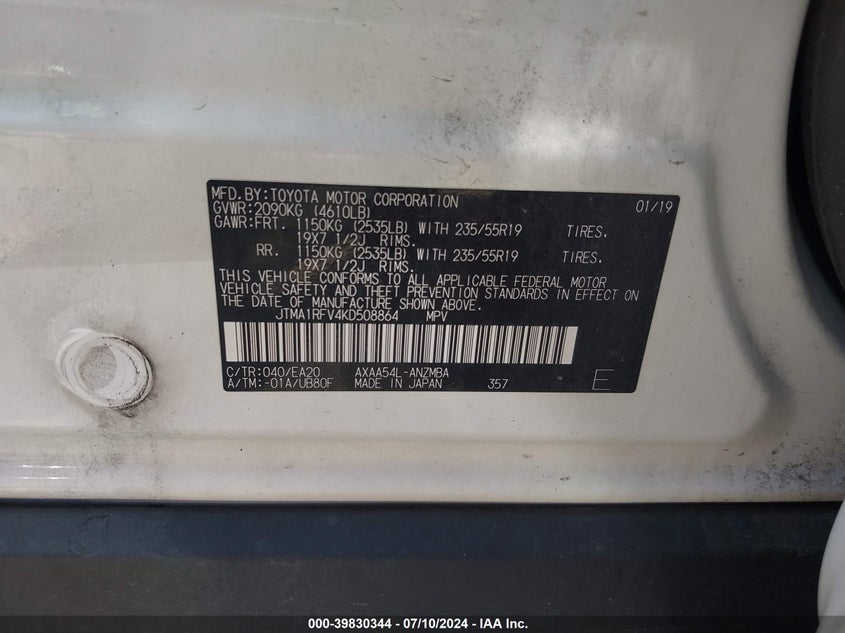 MFD.BY:TOYOTA MOTOR CORPORATION 01/19
GVWR:2090KG (4610LB)
GAWR:FRT. 1150KG (2535LB) WITH 235/55R19 TIRES.
19X7 1/2J RIMS.
RR. 1150KG (2535LB) WITH 235/55R19 TIRES.
19X7 1/2J RIMS.
THIS VEHICLE CONFORMS TO ALL APPLICABLE FEDERAL MOTOR
VEHICLE SAFETY AND THEFT PREVENTION STANDARDS IN EFFECT ON
THE DATE OF MANUFACTURE SHOWN ABOVE.
JTMA1RFV4KD508864 MPV
C/TR:040/EA20 AXAA54L-ANZMBA
A/TM:-01A/UB80F MADE IN JAPAN 357 E
000-39830344 - 07/10/2024 - IAA Inc.